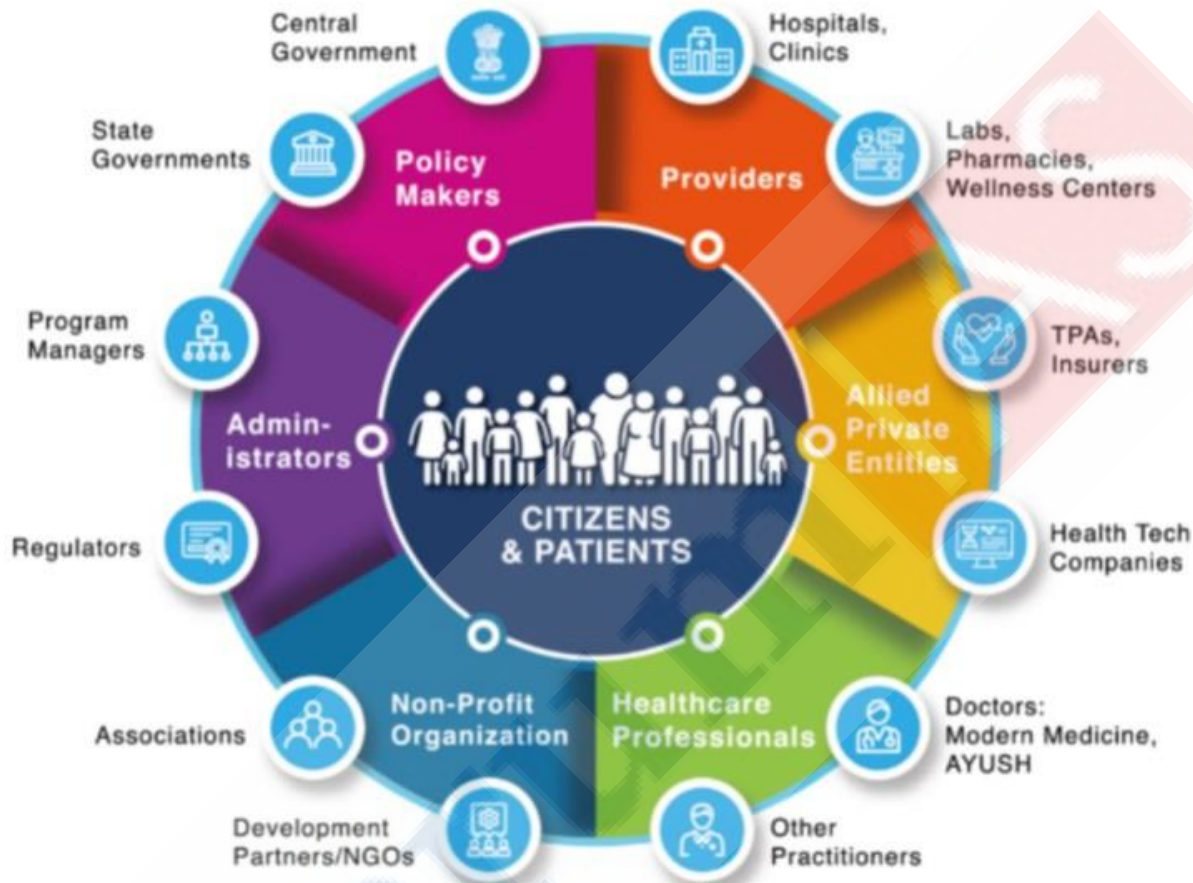 Central
Government
Hospitals,
Clinics
State
Governments
Policy
Makers
Providers
Labs,
Pharmacies,
Wellness Centers
Program
Managers
TPAs,
Insurers
Admin-
istrators
Allied
Private
Entities
CITIZENS
& PATIENTS
Regulators
Health Tech
Companies
Non-Profit
Organization
Healthcare
Professionals
Associations
Doctors:
Modern Medicine,
AYUSH
Development
Partners/NGOs
Other
Practitioners